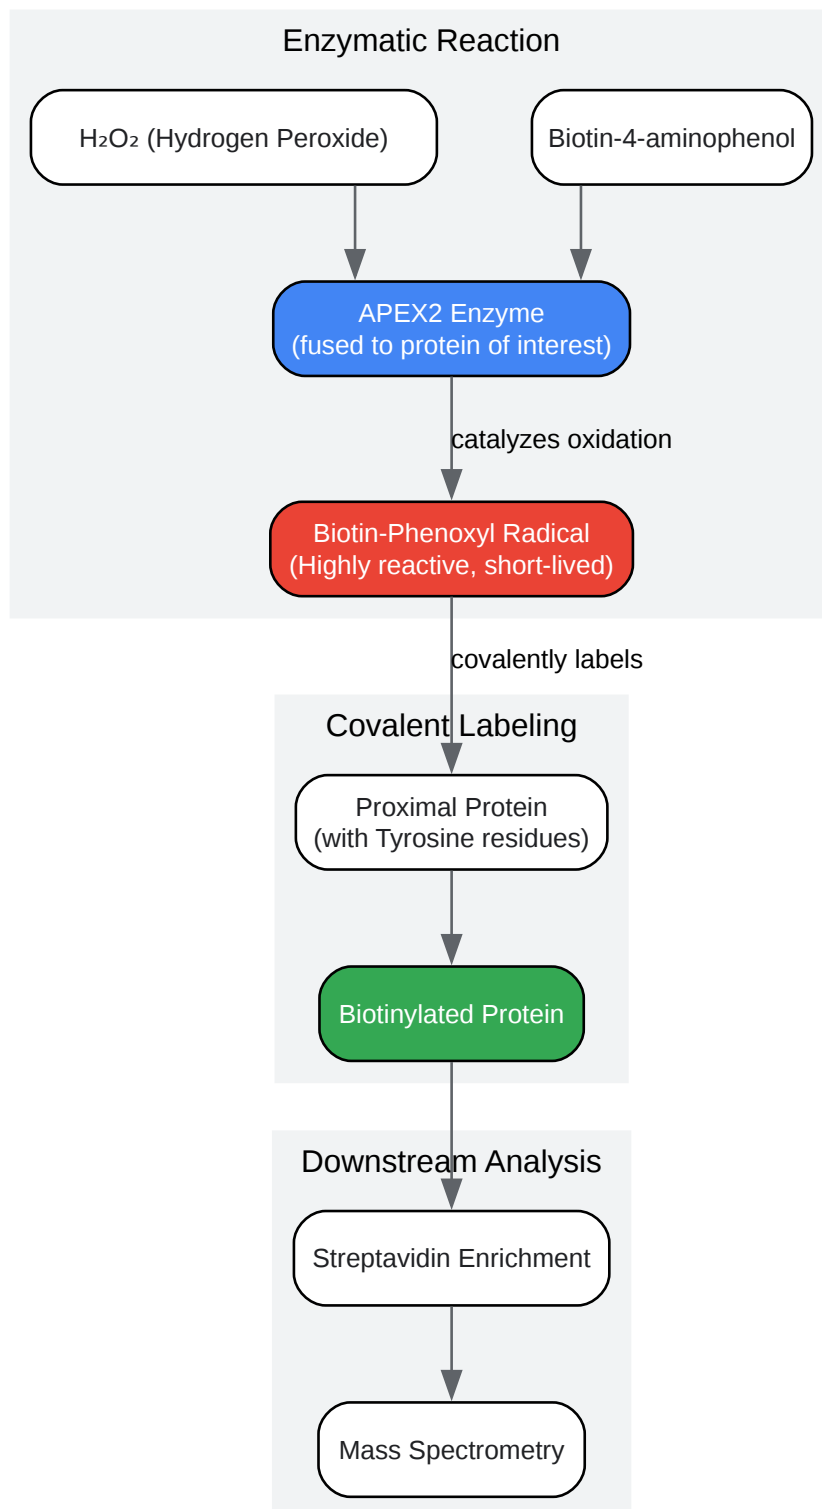 Enzymatic Reaction
H₂O₂ (Hydrogen Peroxide)
Biotin-4-aminophenol
APEX2 Enzyme
(fused to protein of interest)
catalyzes oxidation
Biotin-Phenoxyl Radical
(Highly reactive, short-lived)
covalently labels
Covalent Labeling
Proximal Protein
(with Tyrosine residues)
Biotinylated Protein
Downstream Analysis
Streptavidin Enrichment
Mass Spectrometry